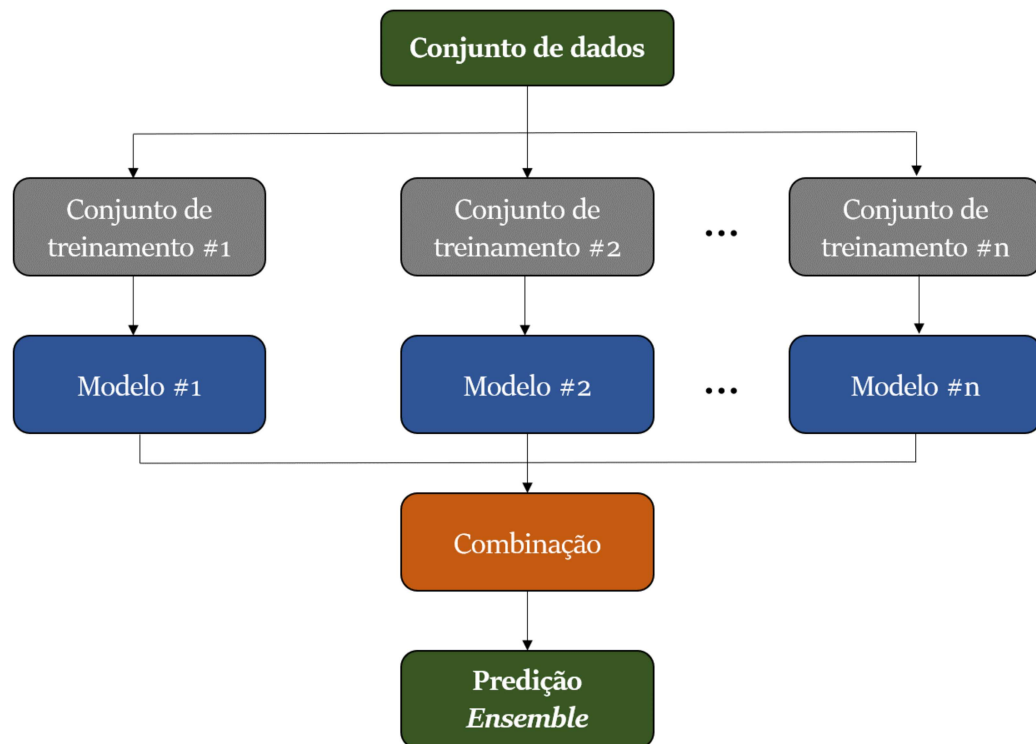 Conjunto de dados
Conjunto de
treinamento #1
Conjunto de
treinamento #2
...
Conjunto de
treinamento #n
Modelo #1
Modelo #2
...
Modelo #n
Combinação
Predição
Ensemble